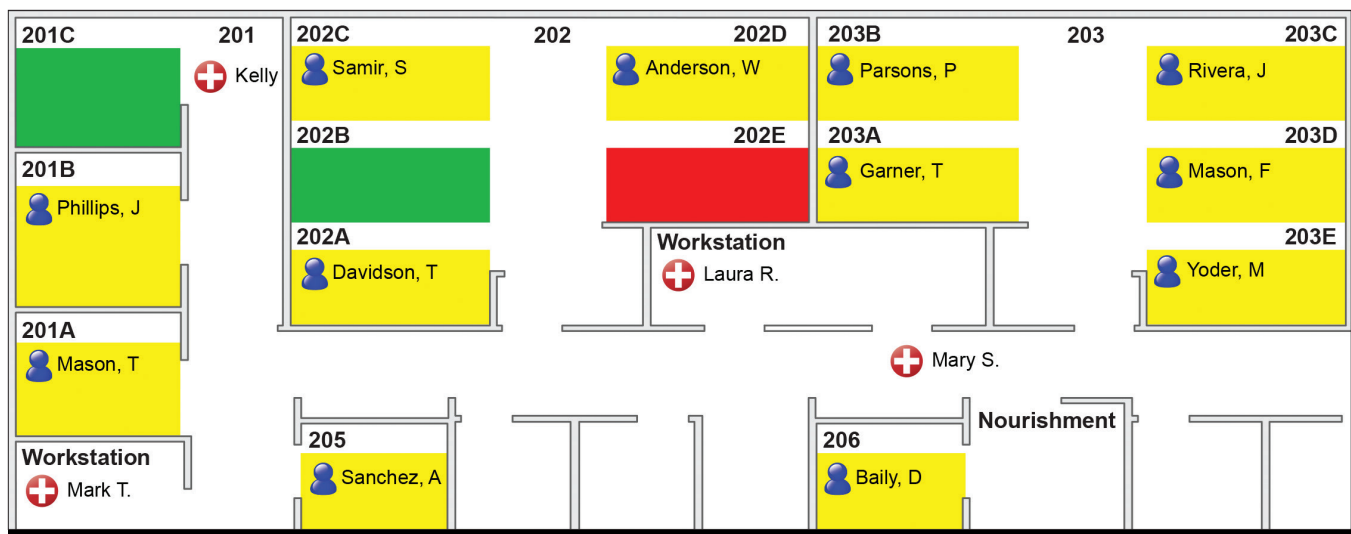 201C
201
202C
202
202D
203B
203
203C
Kelly
Samir, S
Anderson, W
Parsons, P
Rivera, J
201B
202B
202E
203A
203D
Phillips, J
Garner, T
Mason, F
202A
Workstation
203E
Davidson, T
Laura R.
Yoder, M
201A
Mason, T
Mary S.
Workstation
205
206
Nourishment
Mark T.
Sanchez, A
Baily, D